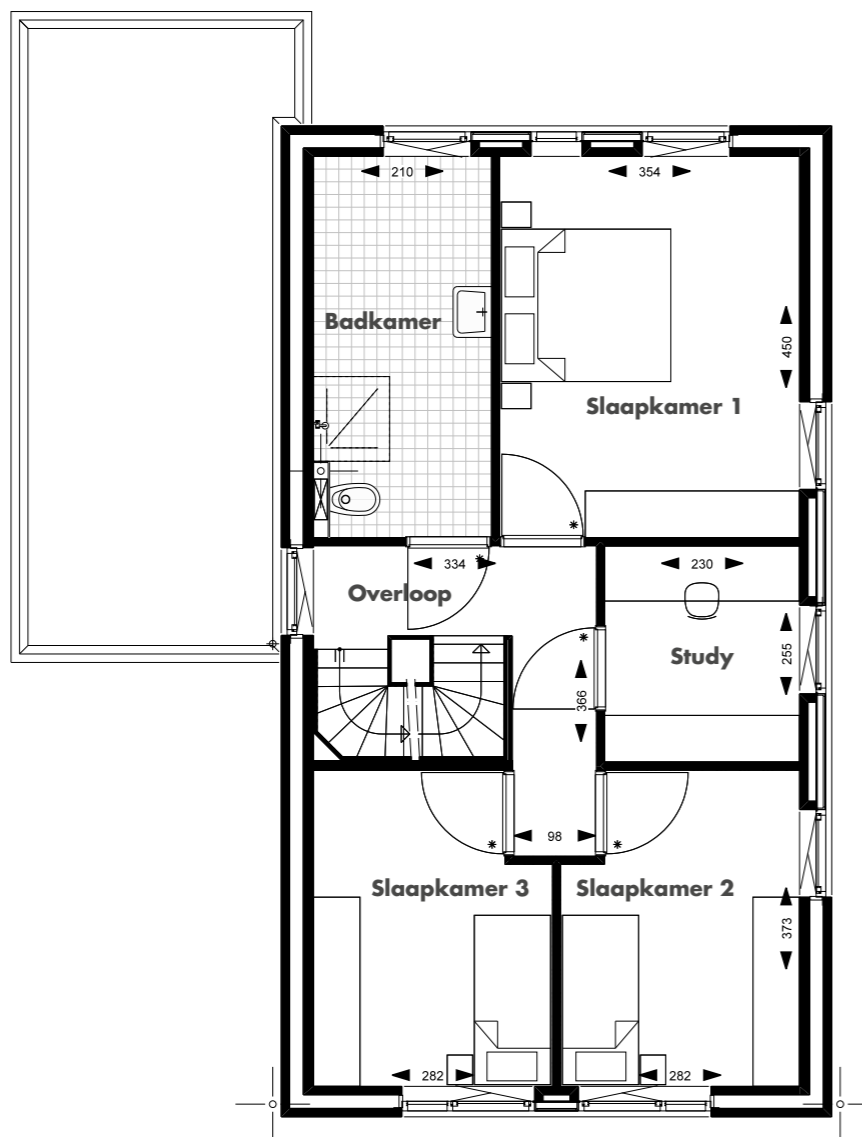 210
354
Badkamer
450
Slaapkamer 1
334
230
Overloop
255
Study
366
98
Slaapkamer 3
Slaapkamer 2
373
282
282